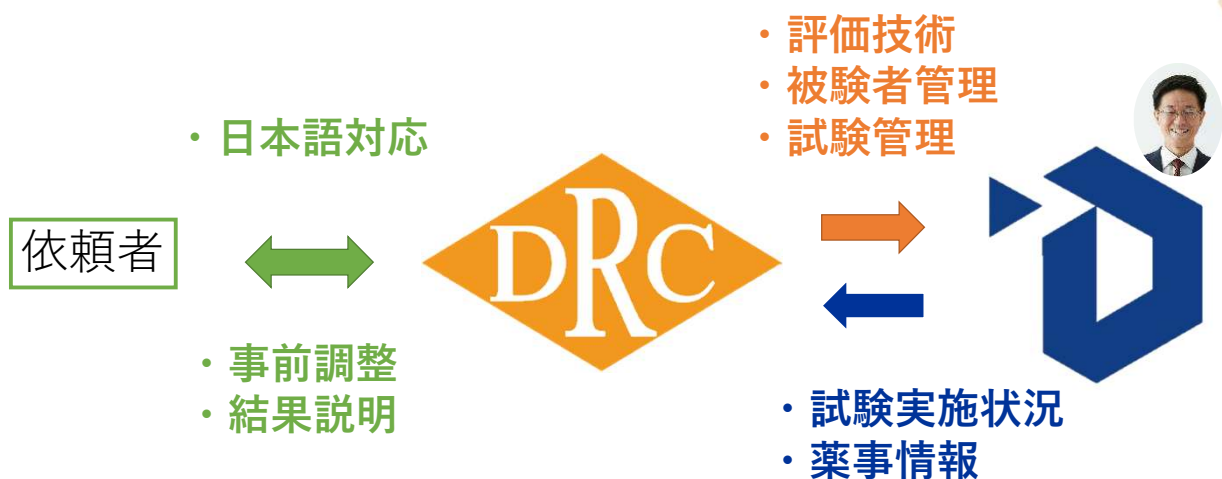 ・評価技術
・被験者管理
・試験管理
・日本語対応
依頼者
DRC
・事前調整
・結果説明
・試験実施状況
・薬事情報